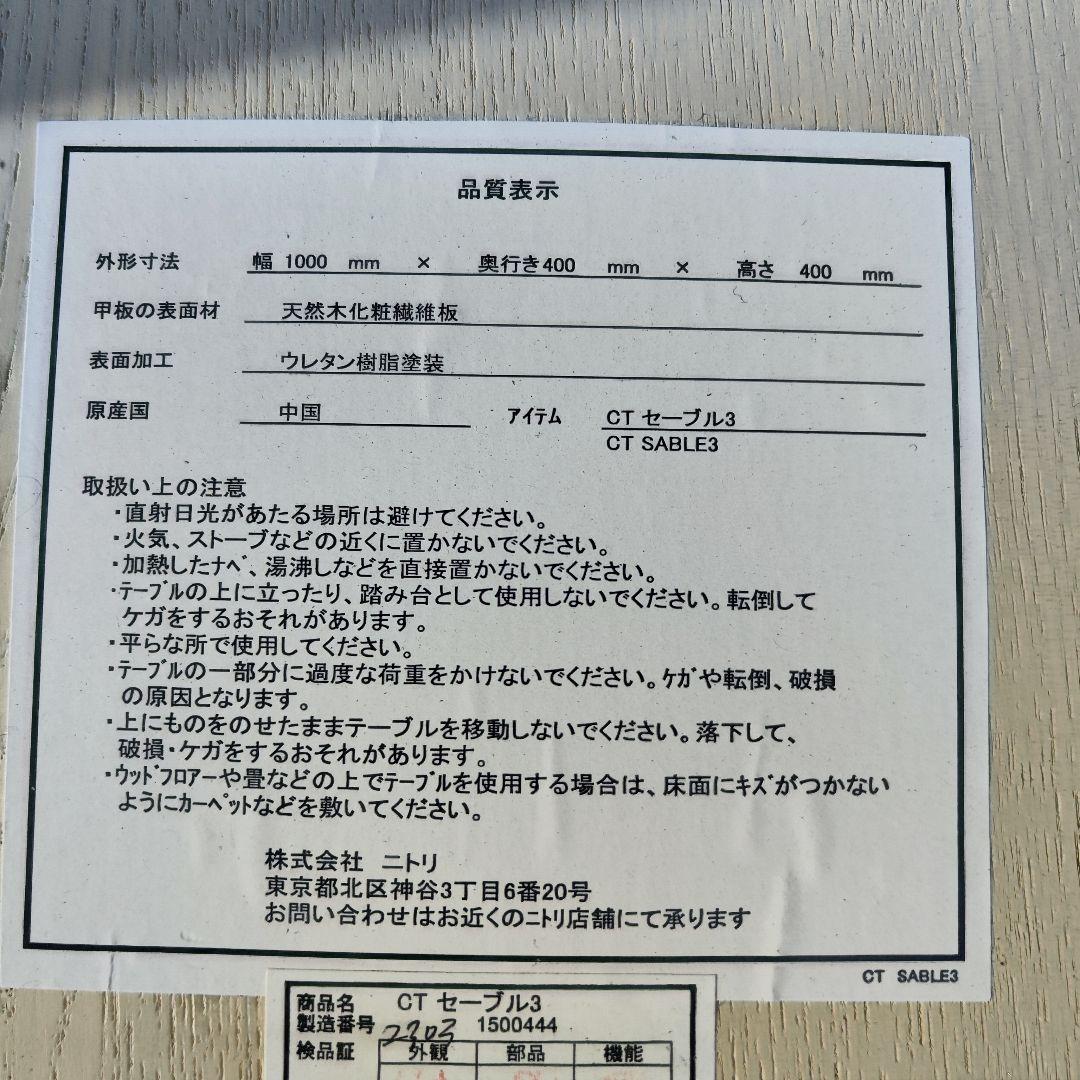 品質表示
外形寸法 幅 1000 mm × 奥行き400 mm × 高さ 400 mm
甲板の表面材 天然木化粧繊維板
表面加工 ウレタン樹脂塗装
原産国 中国 アイテム CT セーブル3
CT SABLE3
取扱い上の注意
・直射日光があたる場所は避けてください。
・火気、ストーブなどの近くに置かないでください。
・加熱したナベ、湯沸しなどを直接置かないでください。
・テーブルの上に立ったり、踏み台として使用しないでください。転倒して
ケガをするおそれがあります。
・平らな所で使用してください。
・テーブルの一部分に過度な荷重をかけないでください。ケガや転倒、破損
の原因となります。
・上にものをのせたままテーブルを移動しないでください。落下して、
破損・ケガをするおそれがあります。
・ウッドフロアーや畳などの上でテーブルを使用する場合は、床面にキズがつかない
ようにカーペットなどを敷いてください。
株式会社 ニトリ
東京都北区神谷3丁目6番20号
お問い合わせはお近くのニトリ店舗にて承ります
CT SABLE3
商品名 CT セーブル3
製造番号 2303 1500444
検品証 外観 部品 機能